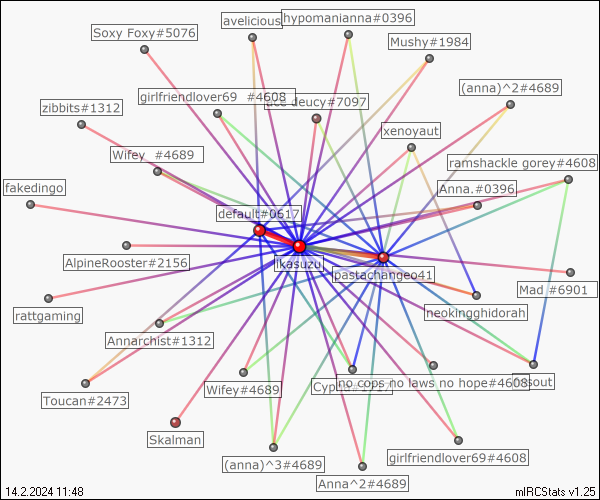 avelicious
hypomanianna#0396
Soxy Foxy#5076
Mushy#1984
girlfriendlover69 #4608
deucy#7097
(anna)^2#4689
zibbits#1312
xenoyaut
Wifey #4689
ramshackle gorey#4608
fakedingo
Anna.#0396
default#0617
AlpineRooster#2156
ikasuzu
pastachangeo41
Mad #6901
rattgaming
neokingghidorah
Annarchist#1312
Wifey#4689
no cops no laws no hope#4608
Toucan#2473
Skalman
(anna)^3#4689
girlfriendlover69#4608
Anna^2#4689
14.2.2024 11:48
mIRCStats v1.25